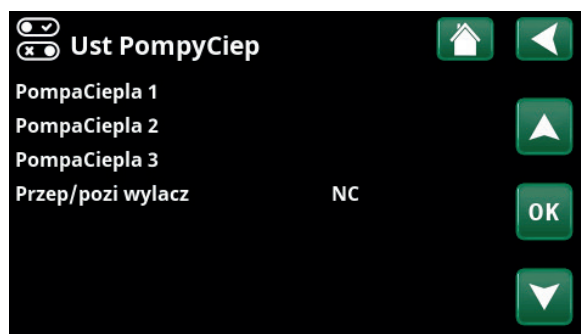 Ust PompyCiep
PompaCiepla 1
PompaCiepla 2
PompaCiepla 3
Przep/pozi wylacz NC
OK